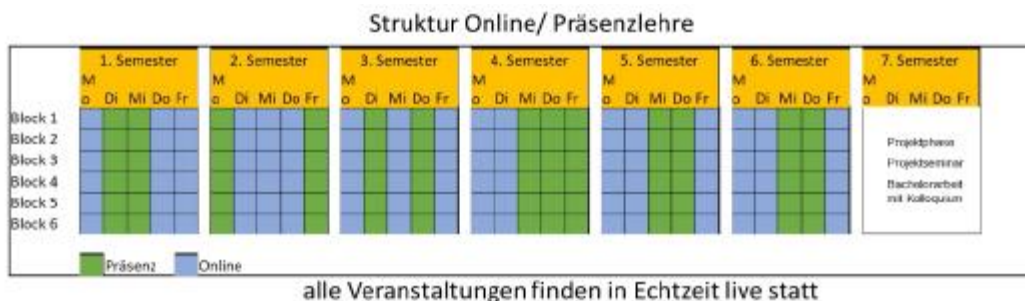 Struktur Online/ Präsenzlehre
1. Semester 2. Semester 3. Semester 4. Semester 5. Semester 6. Semester 7. Semester
M M M M M M M
o Di Mi Do Fr o Di Mi Do Fr o Di Mi Do Fr o Di Mi Do Fr o Di Mi Do Fr o Di Mi Do Fr o Di Mi Do Fr
Block 1
Block 2
Block 3
Block 4
Block 5
Block 6
Projektphase
Projektseminar
Bachelorarbeit
mit Kolloquium
Präsenz Online
alle Veranstaltungen finden in Echtzeit live statt